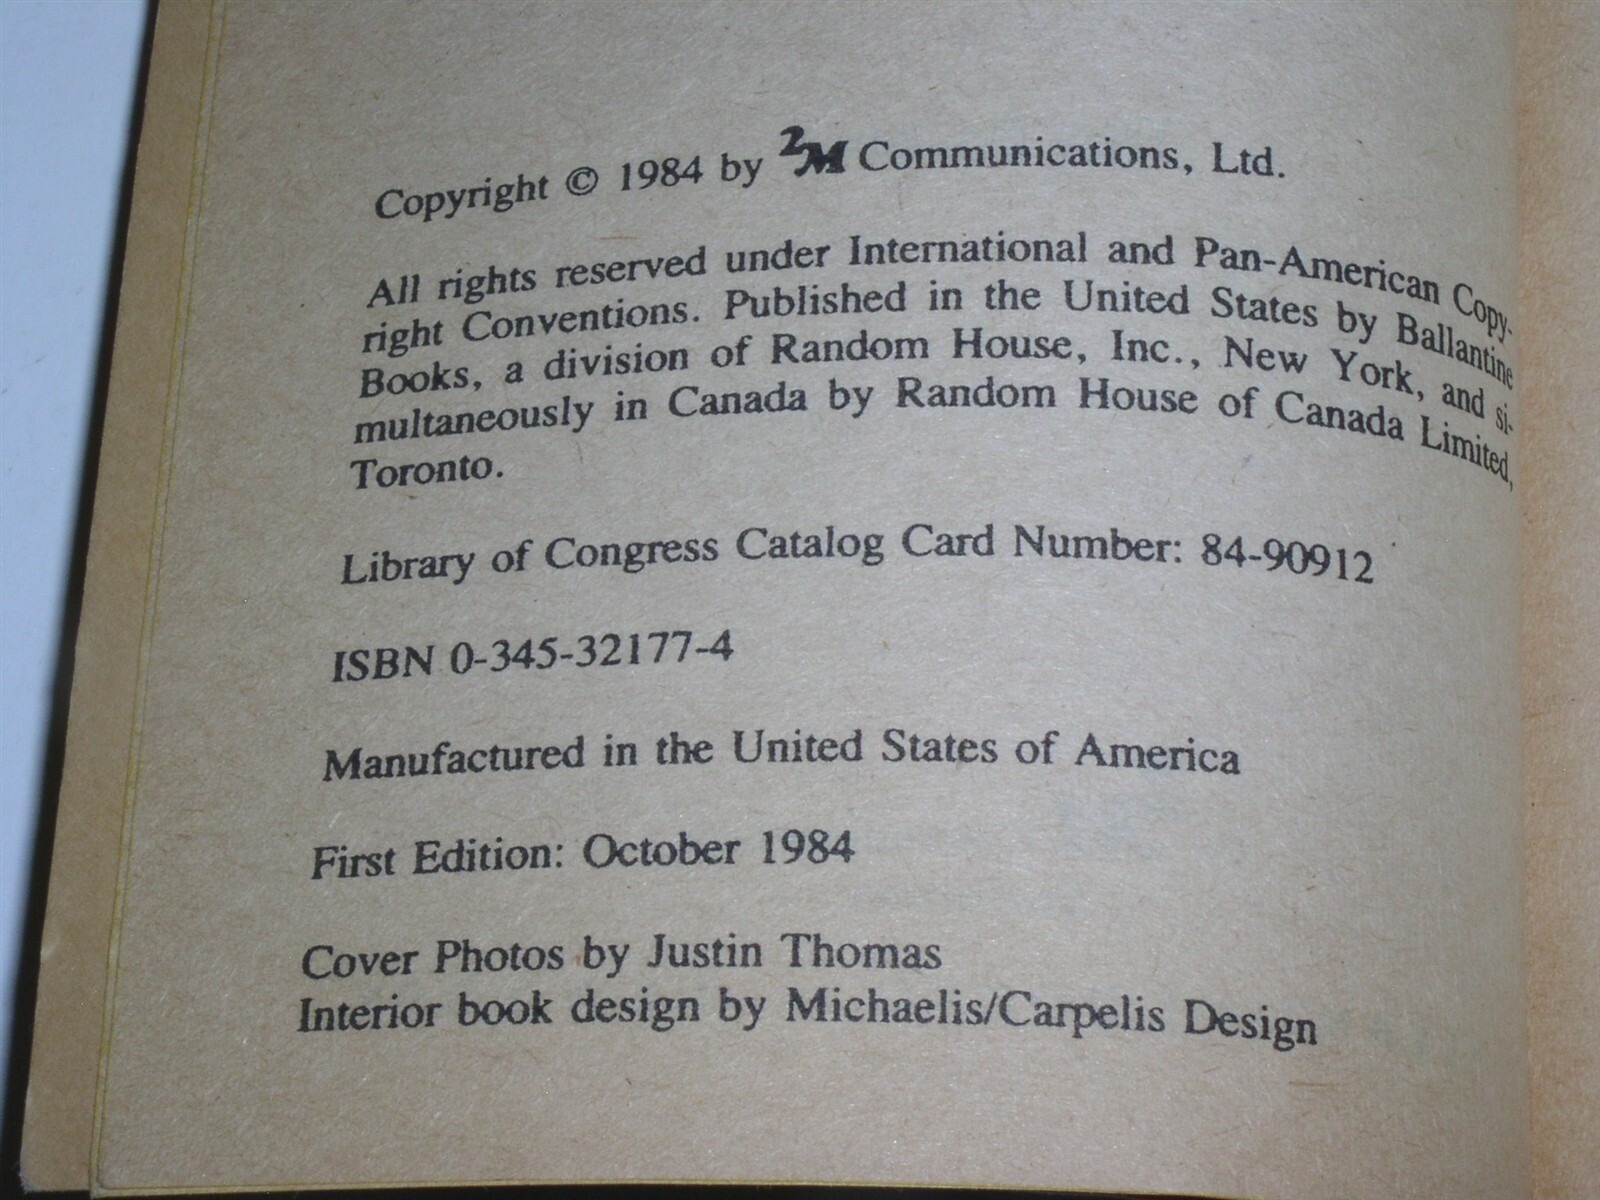 Copyright © 1984 by 2M Communications, Ltd.
All rights reserved under International and Pan-American Copy-
right Conventions. Published in the United States by Ballantine
Books, a division of Random House, Inc., New York, and si-
multaneously in Canada by Random House of Canada Limited,
Toronto.
Library of Congress Catalog Card Number: 84-90912
ISBN 0-345-32177-4
Manufactured in the United States of America
First Edition: October 1984
Cover Photos by Justin Thomas
Interior book design by Michaelis/Carpelis Design